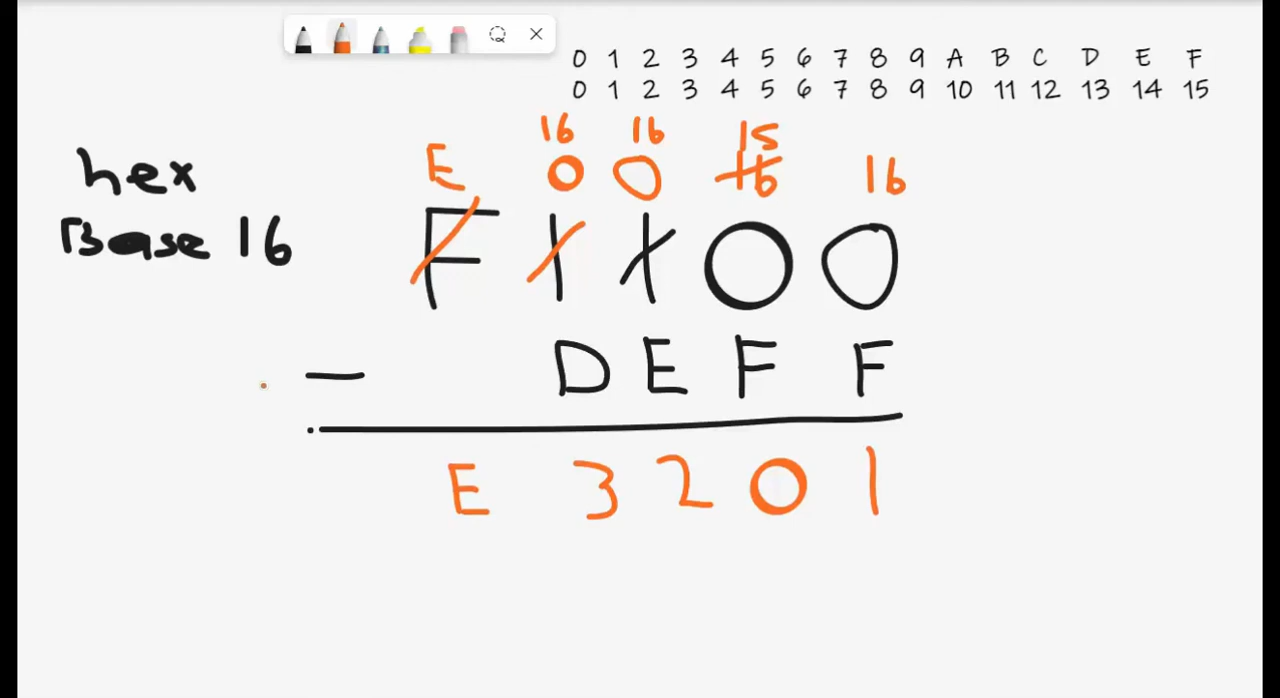 0 1 2 3 4 5 6 7 8 9 A B C D E F
0 1 2 3 4 5 6 7 8 9 10 11 12 13 14 15
16 16 15
hex E 0 0 16 16
Base 16 F 1 1 0 0
− D E F F
E 3 2 0 1